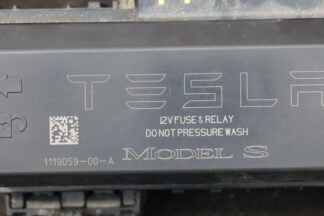 TESLA
12V FUSE & RELAY
DO NOT PRESSURE WASH
1119059-00-A
MODEL S